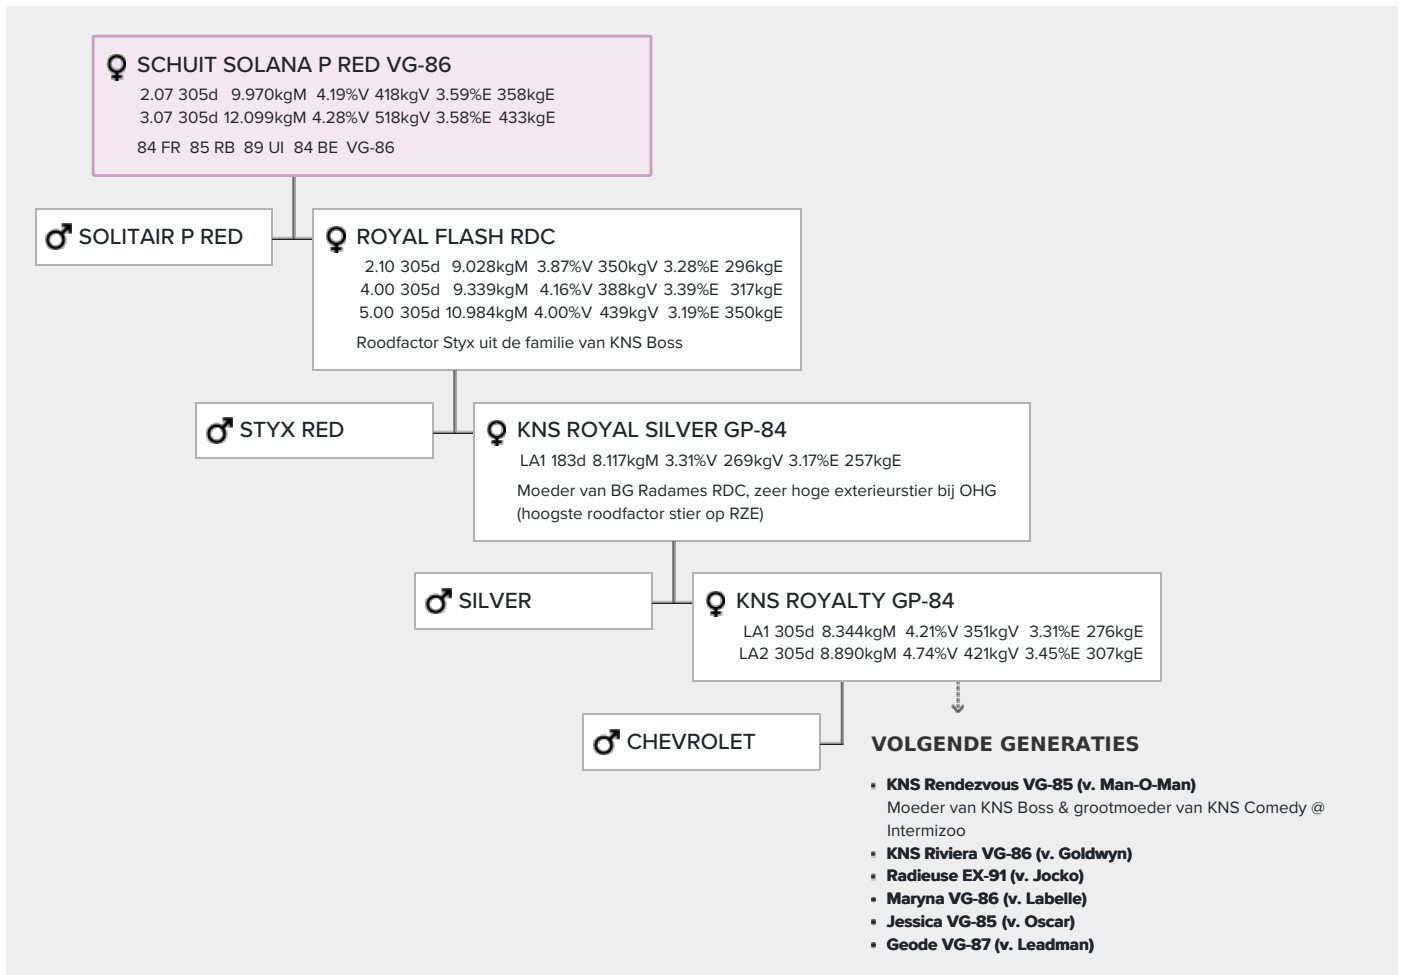 SCHUIT SOLANA P RED VG-86
2.07 305d 9.970kgM 4.19%V 418kgV 3.59%E 358kgE
3.07 305d 12.099kgM 4.28%V 518kgV 3.58%E 433kgE
84 FR 85 RB 89 UI 84 BE VG-86
SOLITAIR P RED
ROYAL FLASH RDC
2.10 305d 9.028kgM 3.87%V 350kgV 3.28%E 296kgE
4.00 305d 9.339kgM 4.16%V 388kgV 3.39%E 317kgE
5.00 305d 10.984kgM 4.00%V 439kgV 3.19%E 350kgE
Roodfactor Styx uit de familie van KNS Boss
STYX RED
KNS ROYAL SILVER GP-84
LA1 183d 8.117kgM 3.31%V 269kgV 3.17%E 257kgE
Moeder van BG Radames RDC, zeer hoge exterieurstier bij OHG
(hoogste roodfactor stier op RZE)
SILVER
KNS ROYALTY GP-84
LA1 305d 8.344kgM 4.21%V 351kgV 3.31%E 276kgE
LA2 305d 8.890kgM 4.74%V 421kgV 3.45%E 307kgE
CHEVROLET
VOLGENDE GENERATIES
▪ KNS Rendezvous VG-85 (v. Man-O-Man)
Moeder van KNS Boss & grootmoeder van KNS Comedy @
Intermizoo
▪ KNS Riviera VG-86 (v. Goldwyn)
▪ Radieuse EX-91 (v. Jocko)
▪ Maryna VG-86 (v. Labelle)
▪ Jessica VG-85 (v. Oscar)
▪ Geode VG-87 (v. Leadman)